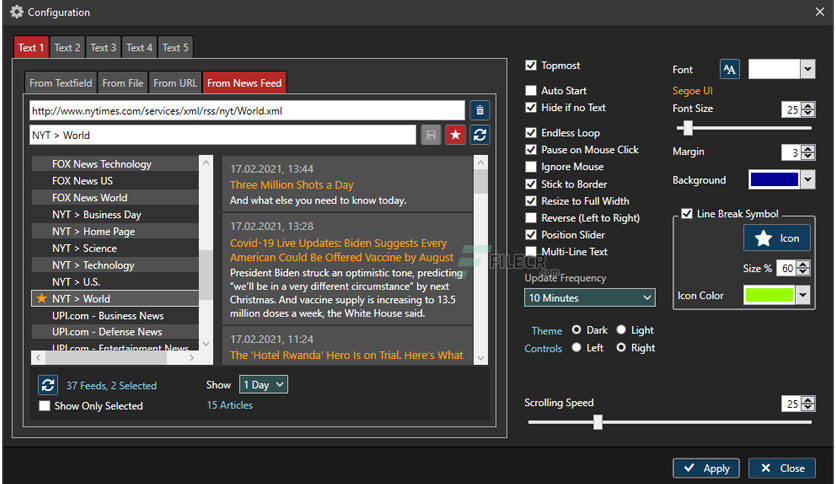 Configuration
Text 1
Text 2
Text 3
Text 4
Text 5
From Textfield
From File
From URL
From News Feed
http://www.nytimes.com/services/xml/rss/nyt/World.xml
NYT > World
FOX News Technology
FOX News US
FOX News World
NYT > Business Day
NYT > Home Page
NYT > Science
NYT > Technology
NYT > U.S.
NYT > World
UPI.com - Business News
UPI.com - Defense News
UPI.com - Entertainment News
17.02.2021, 13:44
Three Million Shots a Day
And what else you need to know today.
17.02.2021, 13:28
Covid-19 Live Updates: Biden Suggests Every
American Could Be Offered Vaccine by August
President Biden struck an optimistic tone, predicting
“we’ll be in a very different circumstance” by next
Christmas. And vaccine supply is increasing to 13.5
million doses a week, the White House said.
17.02.2021, 11:24
The ‘Hotel Rwanda’ Hero Is on Trial. Here’s What
37 Feeds, 2 Selected
Show
1 Day
Show Only Selected
15 Articles
Topmost
Auto Start
Hide if no Text
Endless Loop
Pause on Mouse Click
Ignore Mouse
Stick to Border
Resize to Full Width
Reverse (Left to Right)
Position Slider
Multi-Line Text
Update Frequency
10 Minutes
Theme
Dark
Light
Controls
Left
Right
Font
AA
Segoe UI
Font Size
25
Margin
3
Background
Line Break Symbol
Icon
Size %
60
Icon Color
Scrolling Speed
25
Apply
Close
FILECR
.com